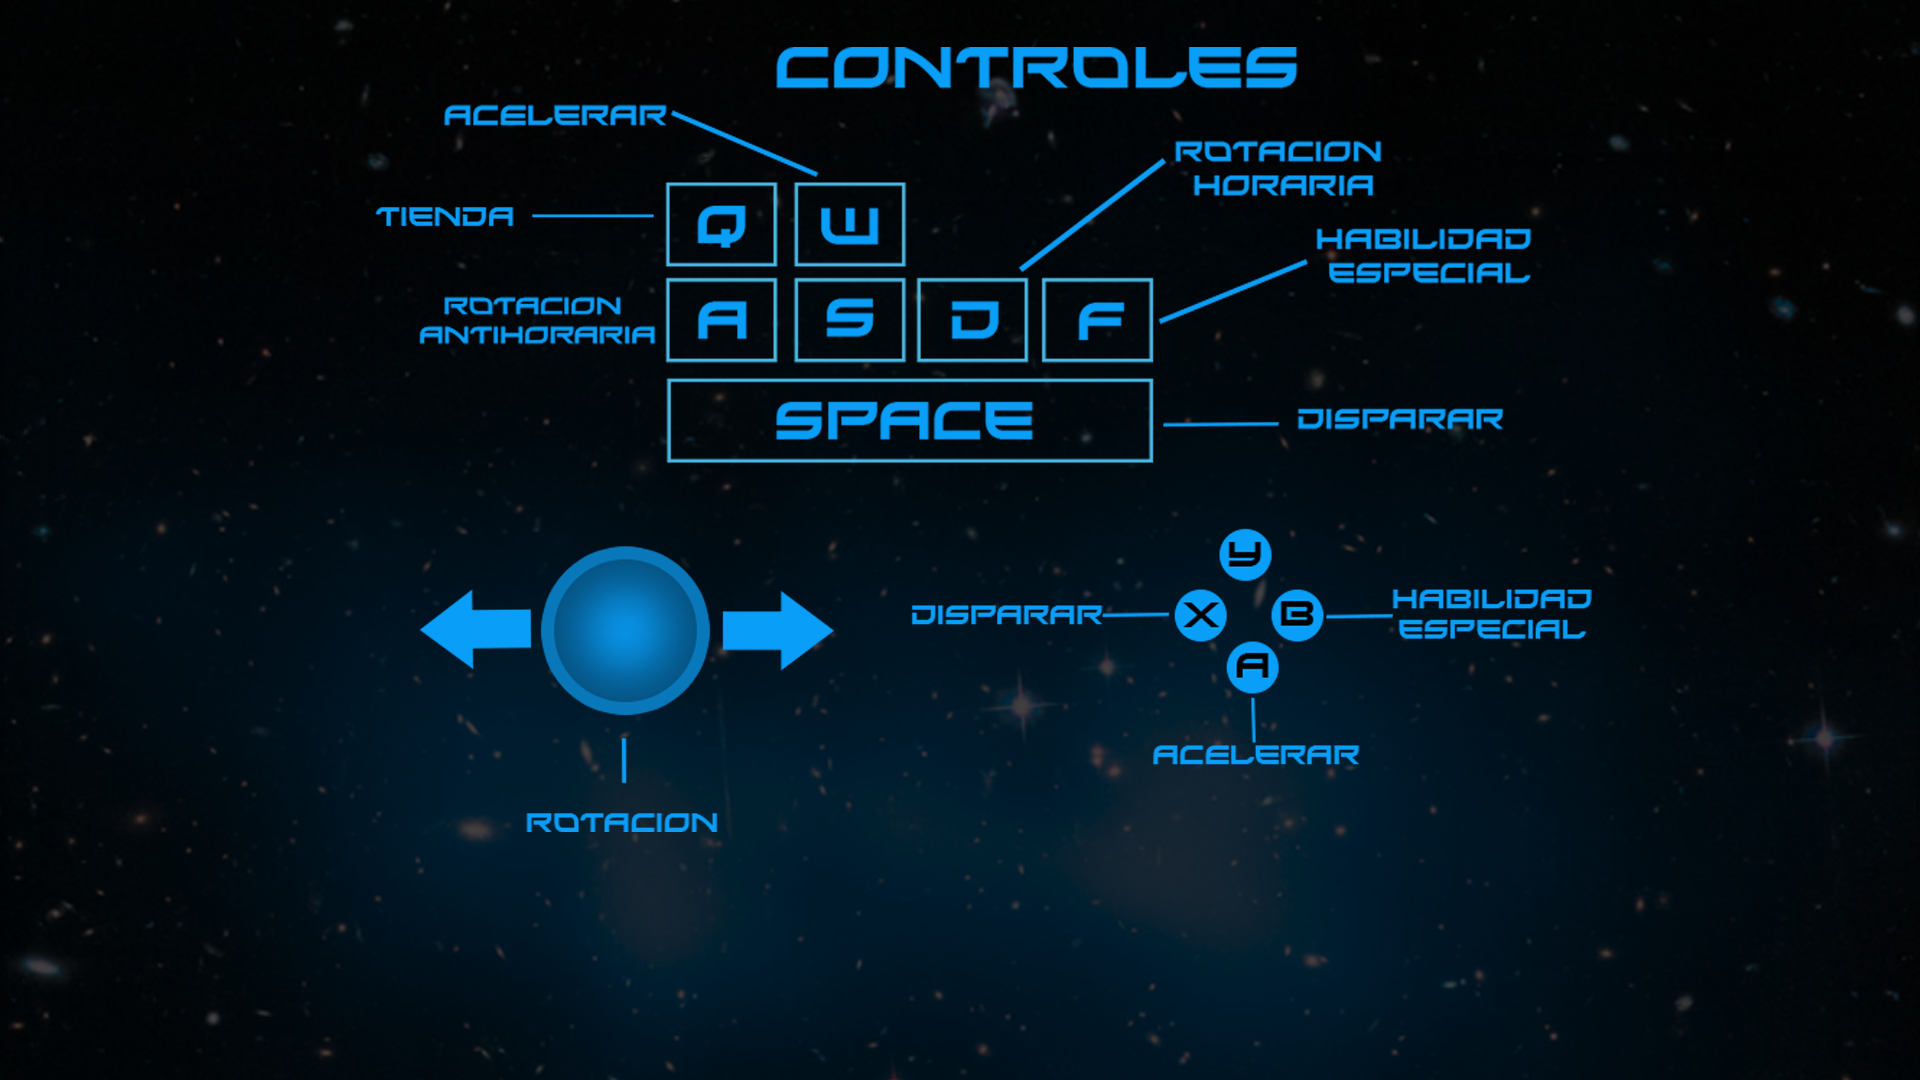 CONTROLES
ACELERAR
ROTACION
HORARIA
TIENDA
Q
W
HABILIDAD
ESPECIAL
ROTACION
ANTIHORARIA
A
S
D
F
SPACE
DISPARAR
Y
DISPARAR
X
B
HABILIDAD
ESPECIAL
A
ACELERAR
ROTACION